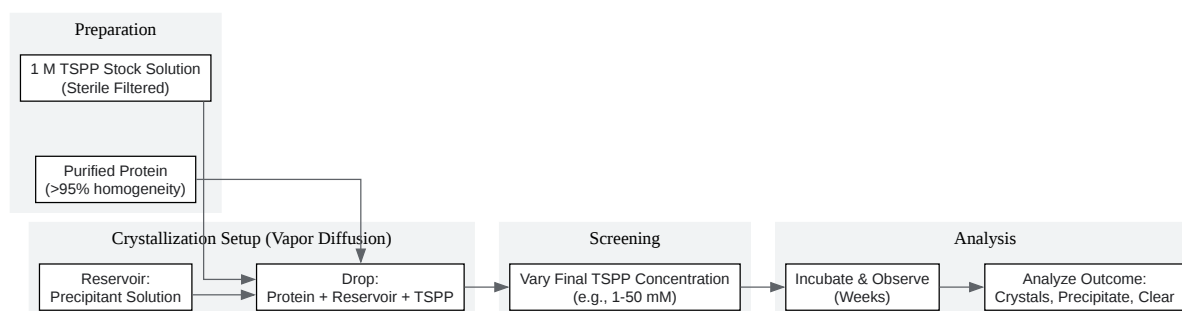 Preparation
1 M TSPP Stock Solution
(Sterile Filtered)
Purified Protein
(>95% homogeneity)
Crystallization Setup (Vapor Diffusion)
Reservoir:
Precipitant Solution
Drop:
Protein + Reservoir + TSPP
Screening
Vary Final TSPP Concentration
(e.g., 1-50 mM)
Analysis
Incubate & Observe
(Weeks)
Analyze Outcome:
Crystals, Precipitate, Clear